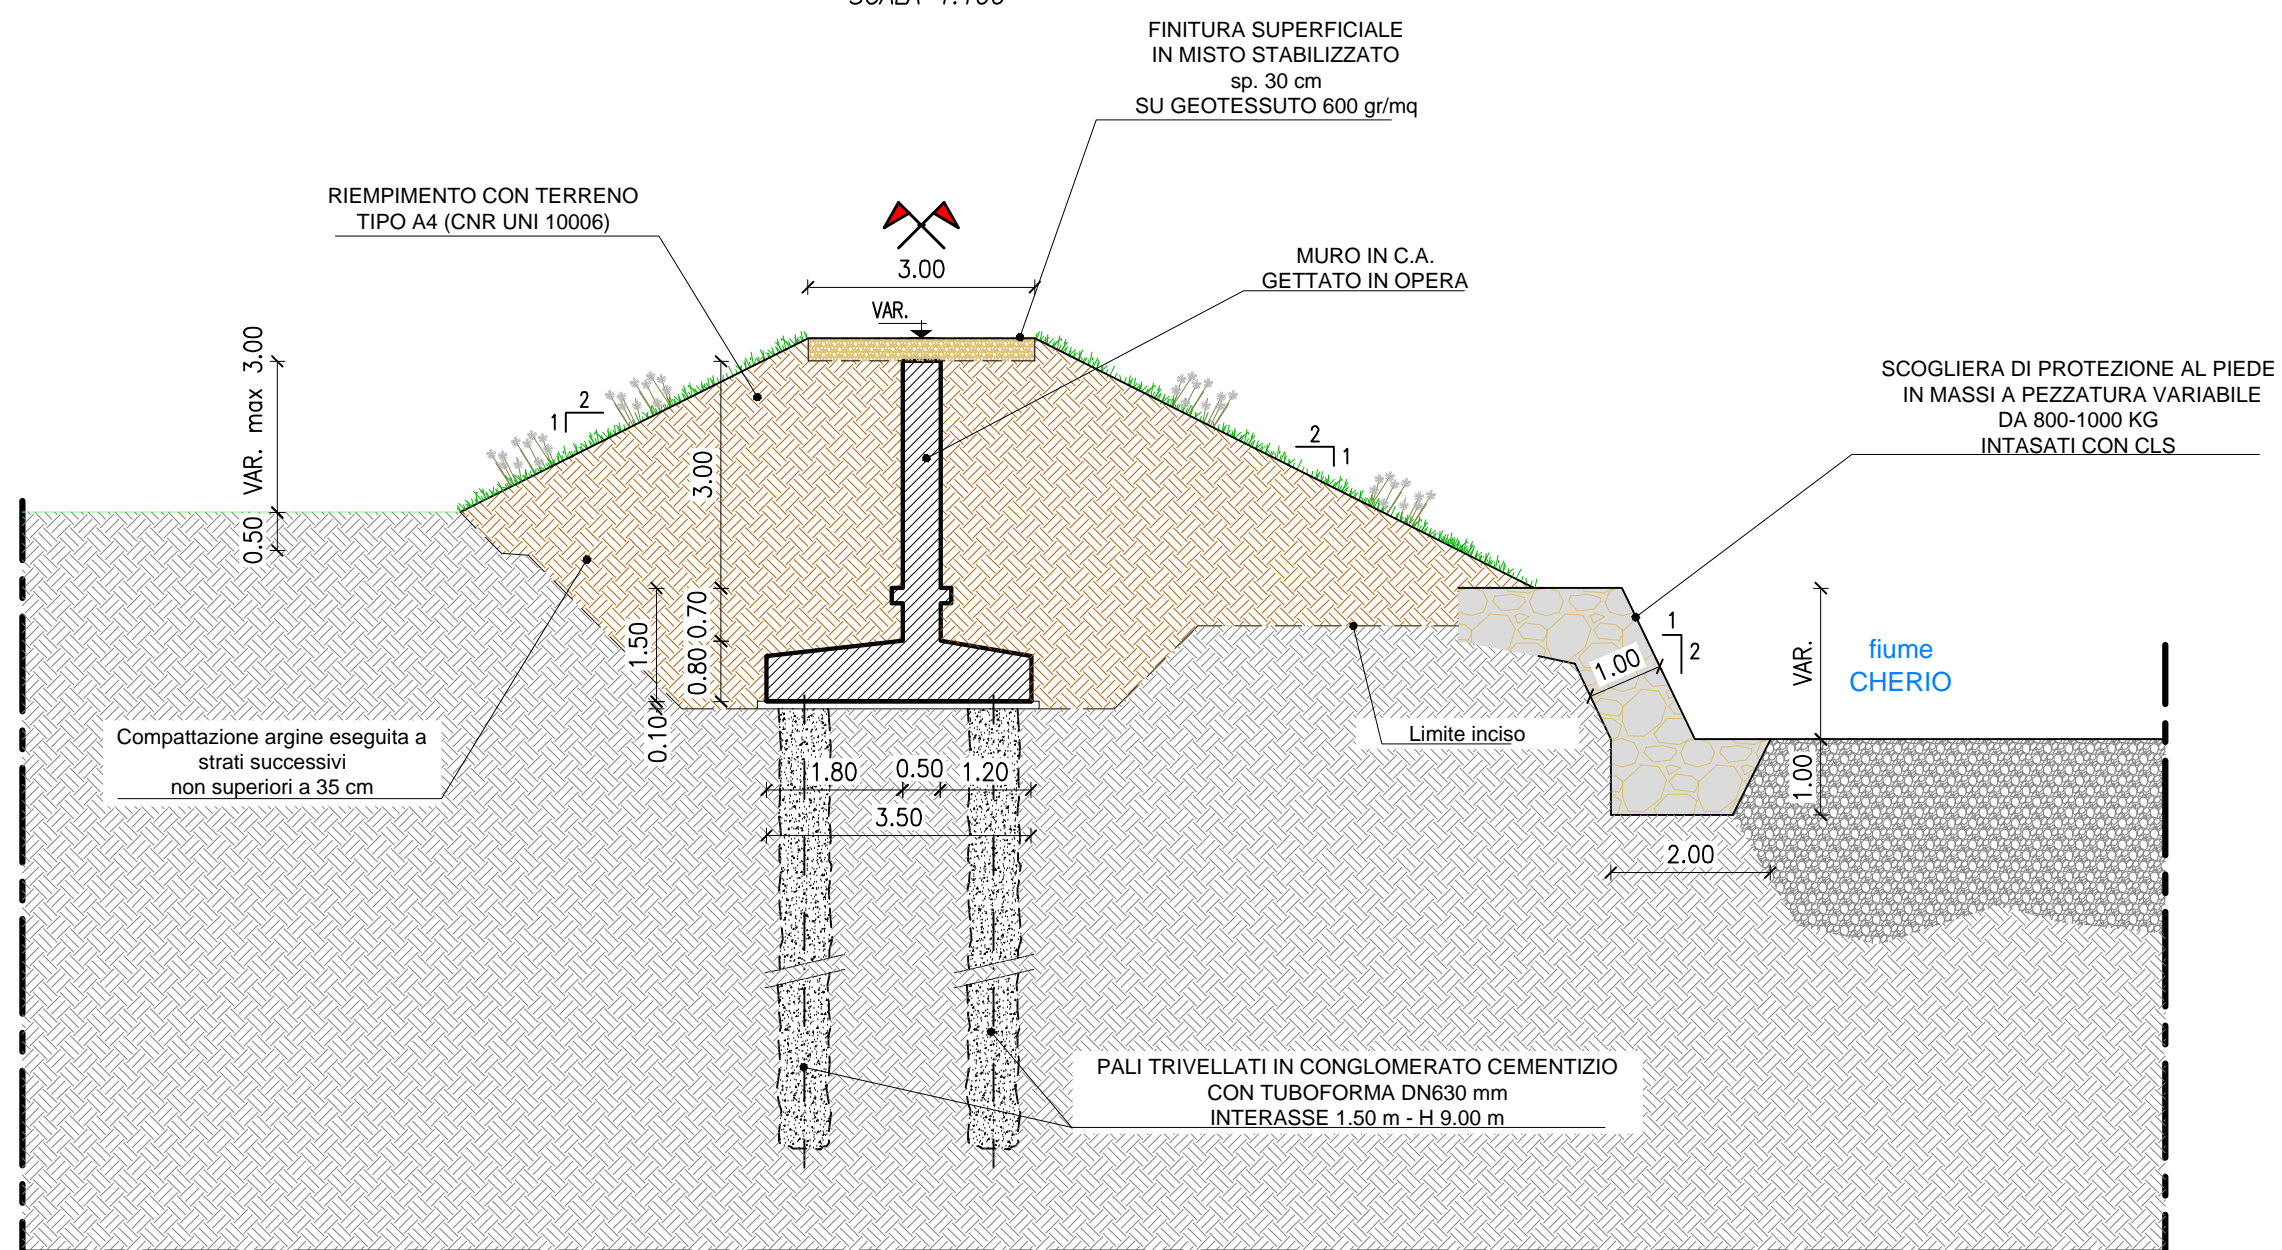 SCALA 1:100
FINITURA SUPERFICIALE
IN MISTO STABILIZZATO
sp. 30 cm
SU GEOTESSUTO 600 gr/mq
RIEMPIMENTO CON TERRENO
TIPO A4 (CNR UNI 10006)
3.00
MURO IN C.A.
GETTATO IN OPERA
VAR.
VAR. max 3.00
0.50
1
2
3.00
2
1
SCOGLIERA DI PROTEZIONE AL PIEDE
IN MASSI A PEZZATURA VARIABILE
DA 800-1000 KG
INTASATI CON CLS
1.50
0.70
0.80
0.10
1.00
1
2
VAR.
fiume
CHERIO
Limite inciso
Compattazione argine eseguita a
strati successivi
non superiori a 35 cm
1.80
0.50
1.20
3.50
1.00
2.00
PALI TRIVELLATI IN CONGLOMERATO CEMENTIZIO
CON TUBOFORMA DN630 mm
INTERASSE 1.50 m - H 9.00 m